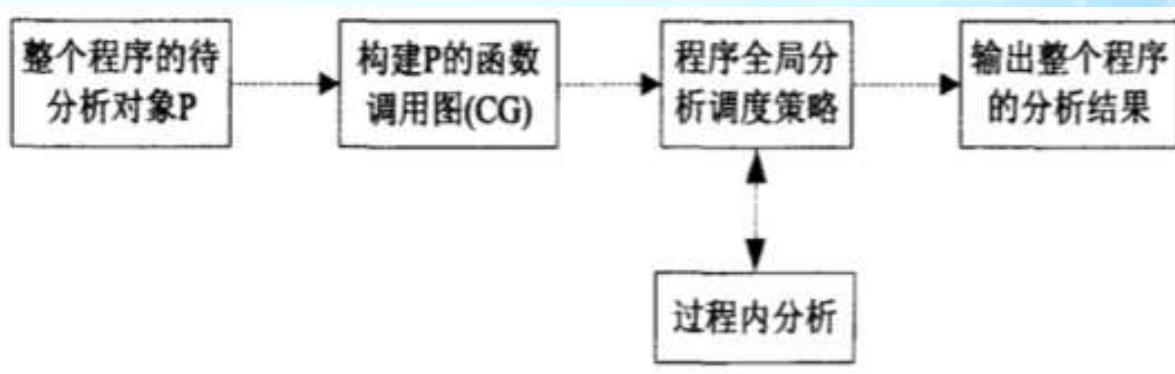 整个程序的待
分析对象P
构建P的函数
调用图(CG)
程序全局分
析调度策略
输出整个程序
的分析结果
过程内分析